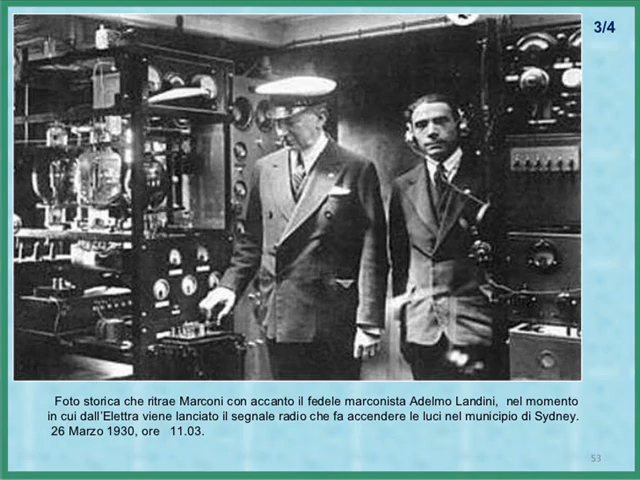 3/4
Foto storica che ritrae Marconi con accanto il fedele marconista Adelmo Landini, nel momento
in cui dall'Elettra viene lanciato il segnale radio che fa accendere le luci nel municipio di Sydney.
26 Marzo 1930, ore 11.03.
53